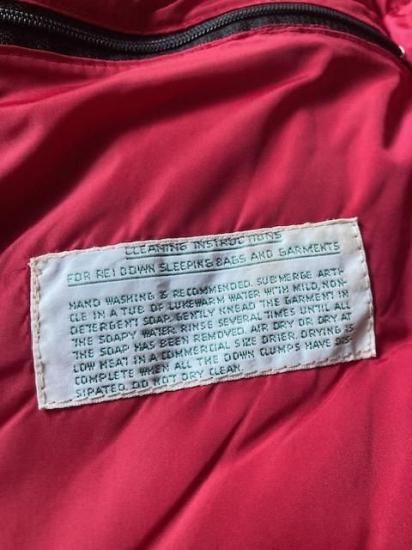 CLEANING INSTRUCTIONS
FOR REI DOWN SLEEPING BAGS AND GARMENTS
HAND WASHING IS RECOMMENDED. SUBMERGE ARTI-
CLE IN A TUB OF LUKEWARM WATER WITH MILD, NON-
DETERGENT SOAP. GENTLY KNEAD THE GARMENT IN
THE SOAPY WATER. RINSE SEVERAL TIMES UNTIL ALL
THE SOAP HAS BEEN REMOVED. AIR DRY OR DRY AT
LOW HEAT IN A COMMERCIAL SIZE DRIER. DRYING IS
COMPLETE WHEN ALL THE DOWN CLUMPS HAVE DIS-
SIPATED. DO NOT DRY CLEAN.